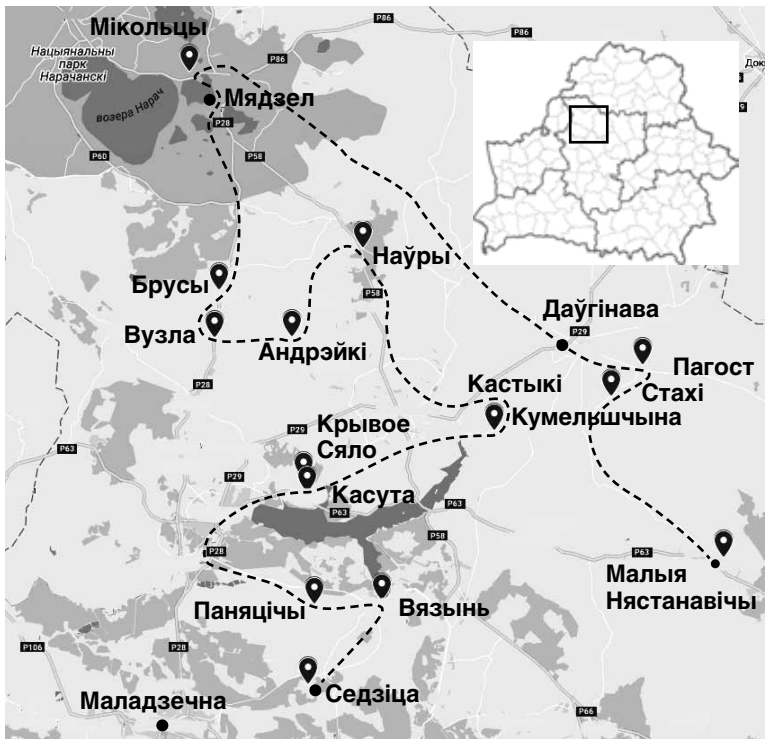 Мікольцы
P86
P86
Нацыянальны
парк
Нарачанскі
P86
возера Нарач
Мядзел
P28
P60
P58
Наўры
Брусы
P58
Вузла
Андрэйкі
Даўгінава
P29
Пагост
Стахі
P28
Кастыкі
Кумельшчына
Крывое
Сяло
P29
P63
P29
Касута
P63
P63
P58
P28
P63
Малыя
Нястанавічы
Паняцічы
Вязынь
P106
P28
Седзіца
Маладзечна
P66